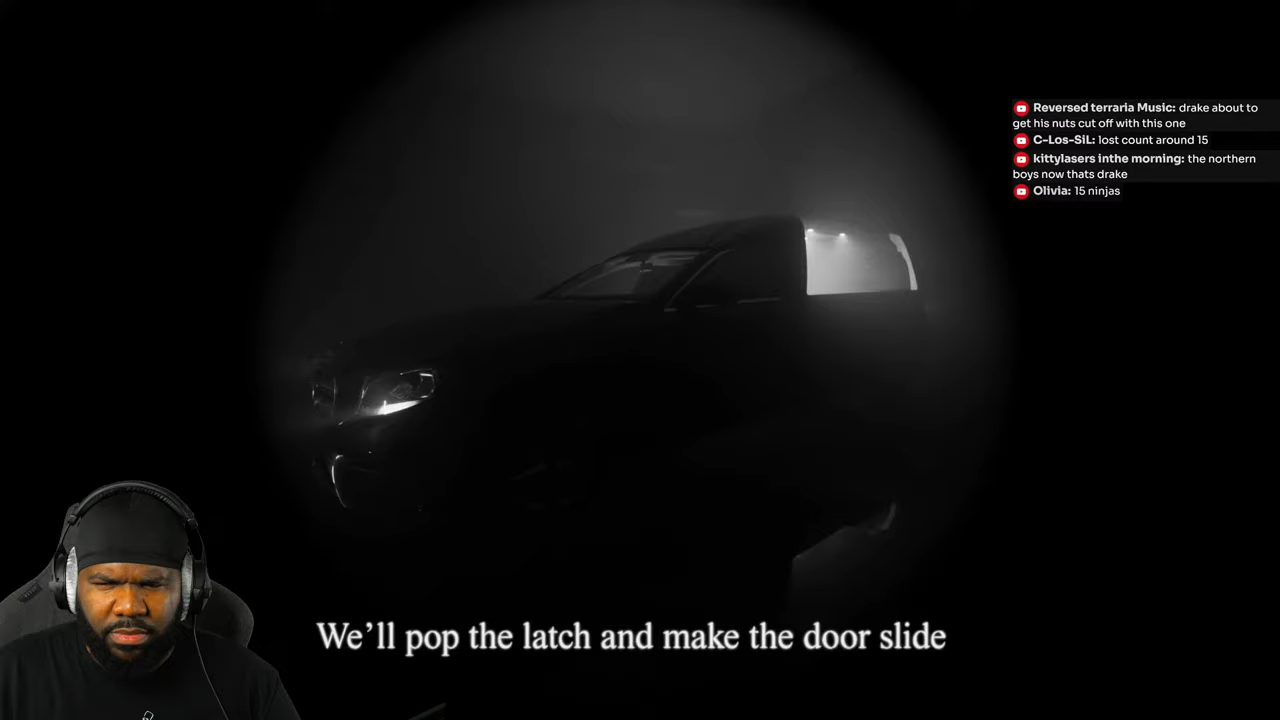 Reversed terraria Music: drake about to
get his nuts cut off with this one
C-Los-SiL: lost count around 15
kittylasers inthe morning: the northern
boys now thats drake
Olivia: 15 ninjas
We’ll pop the latch and make the door slide